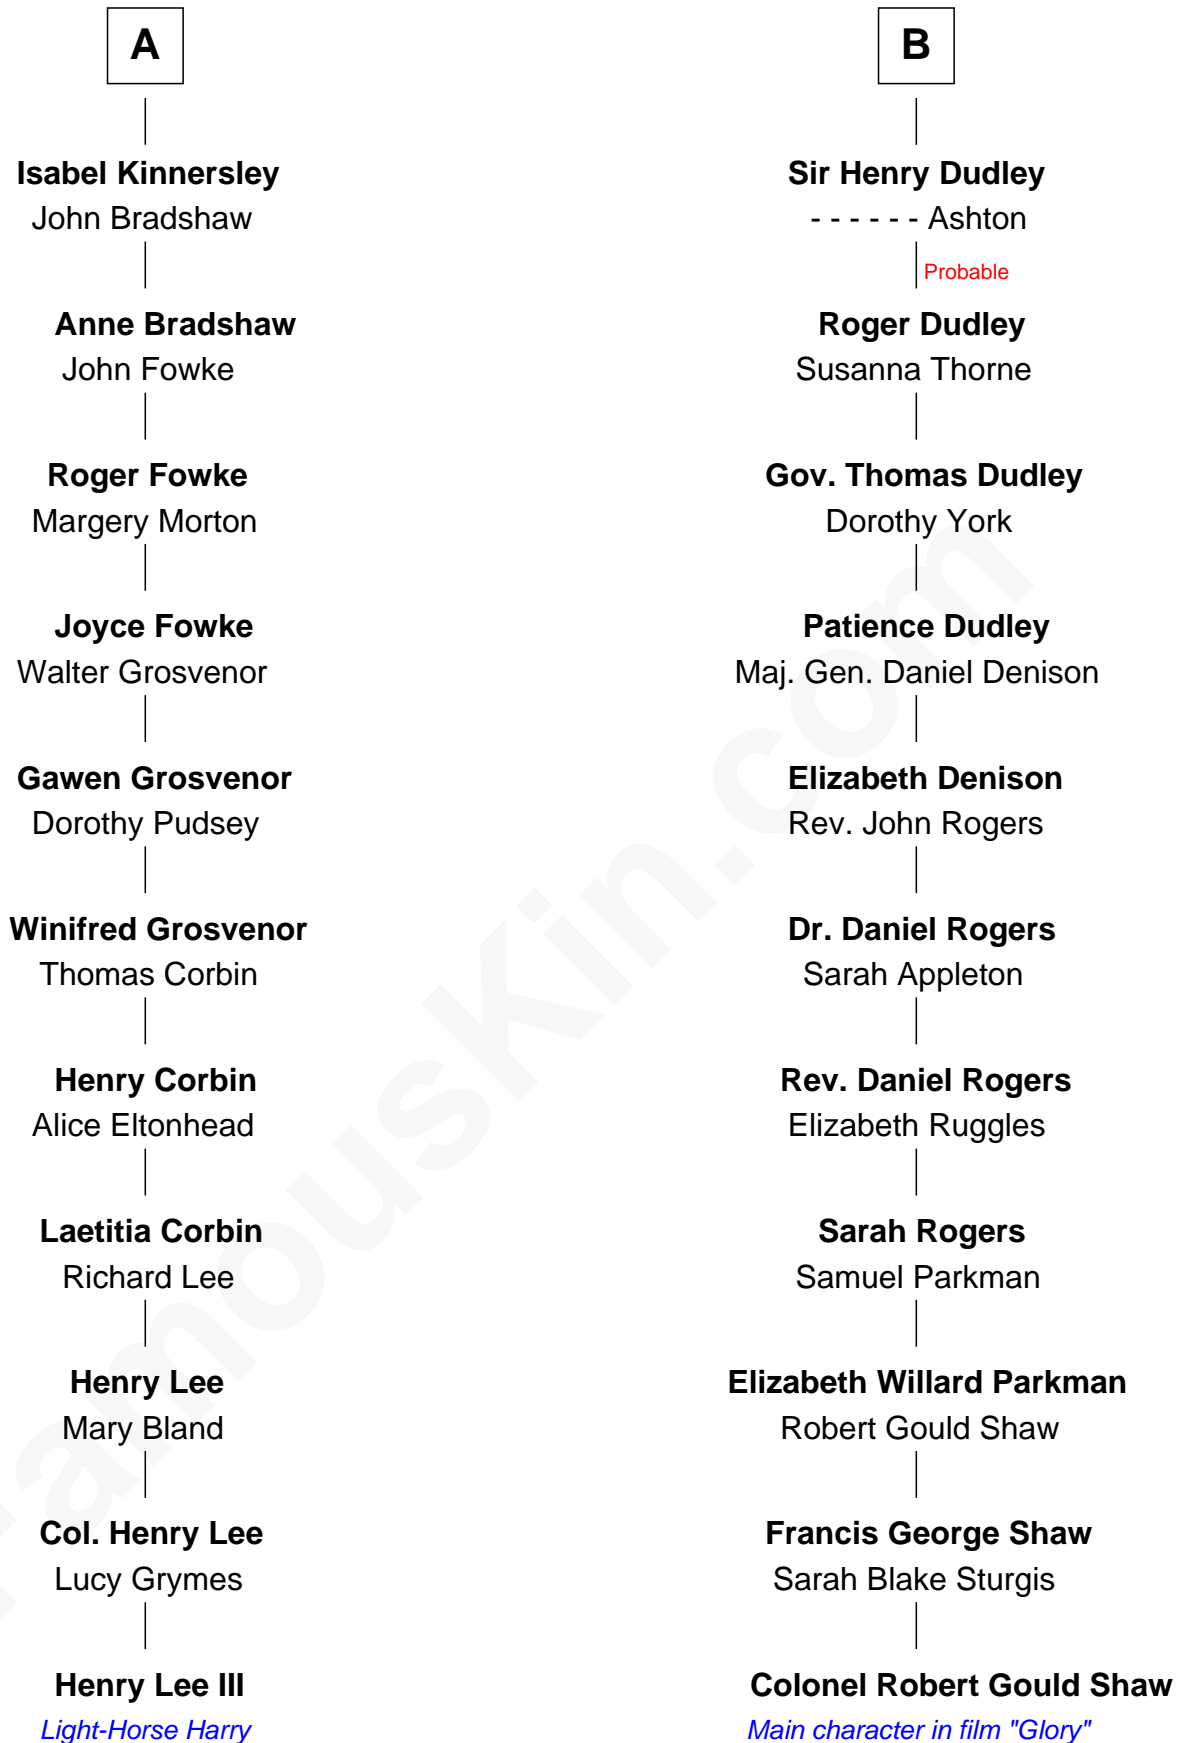 A
Isabel Kinnersley
John Bradshaw
Anne Bradshaw
John Fowke
Roger Fowke
Margery Morton
Joyce Fowke
Walter Grosvenor
Gawen Grosvenor
Dorothy Pudsey
Winifred Grosvenor
Thomas Corbin
Henry Corbin
Alice Eltonhead
Laetitia Corbin
Richard Lee
Henry Lee
Mary Bland
Col. Henry Lee
Lucy Grymes
Henry Lee III
Light-Horse Harry
B
Sir Henry Dudley
- - - - - - Ashton
Probable
Roger Dudley
Susanna Thorne
Gov. Thomas Dudley
Dorothy York
Patience Dudley
Maj. Gen. Daniel Denison
Elizabeth Denison
Rev. John Rogers
Dr. Daniel Rogers
Sarah Appleton
Rev. Daniel Rogers
Elizabeth Ruggles
Sarah Rogers
Samuel Parkman
Elizabeth Willard Parkman
Robert Gould Shaw
Francis George Shaw
Sarah Blake Sturgis
Colonel Robert Gould Shaw
Main character in film "Glory"
FamousKin.com